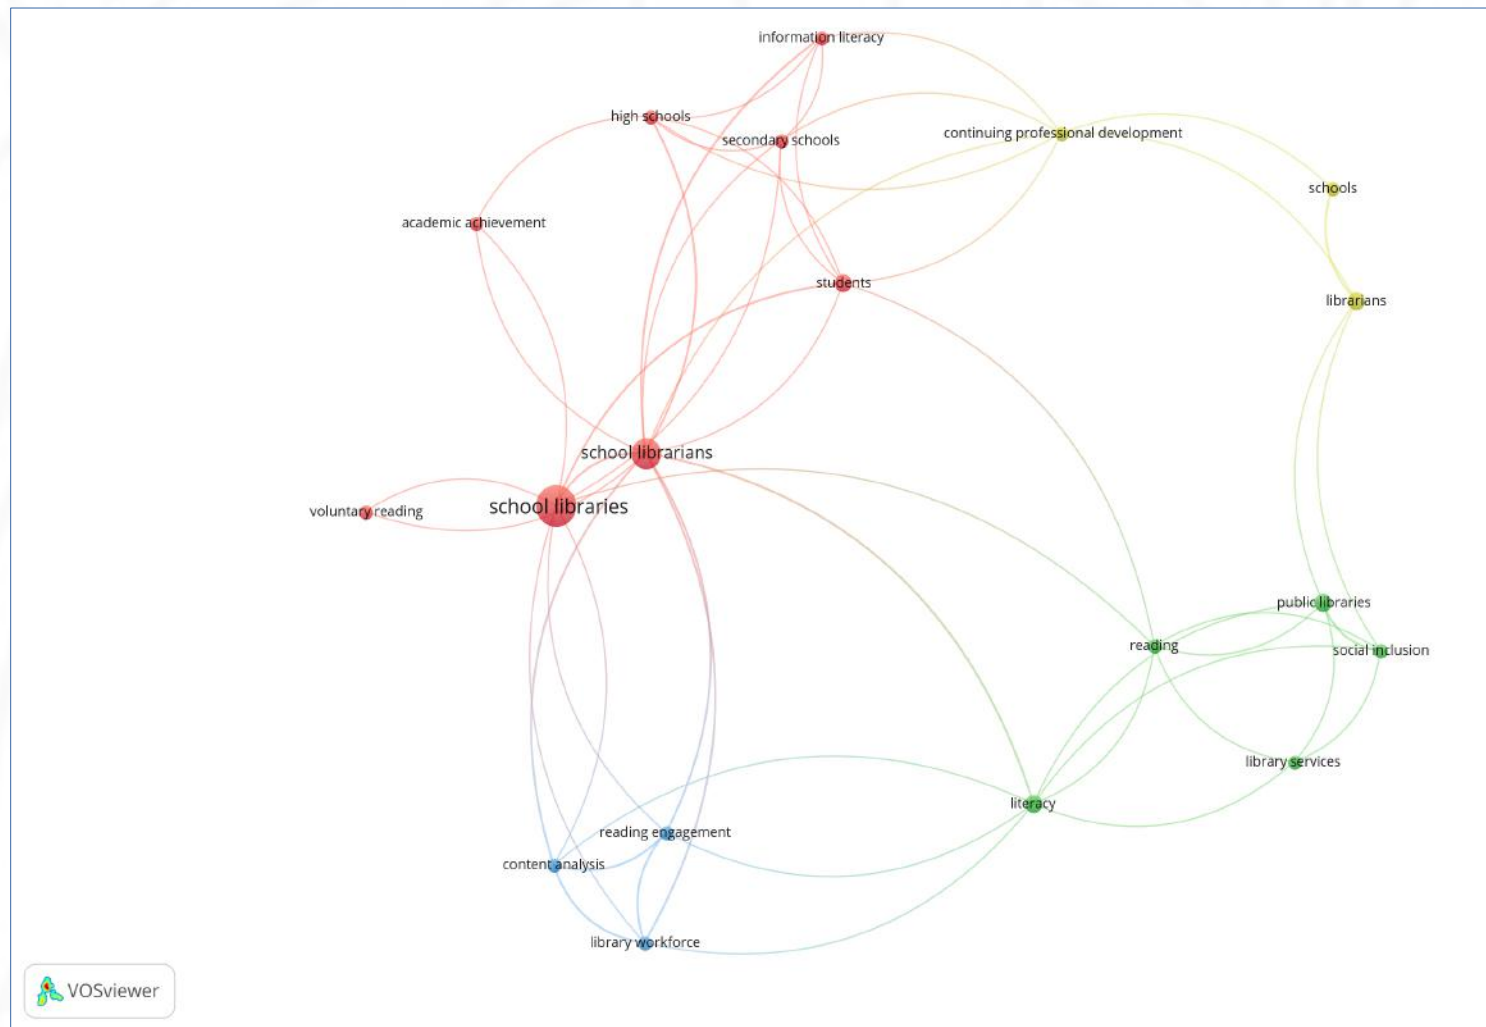 information literacy
high schools
continuing professional development
secondary schools
schools
academic achievement
students
librarians
school librarians
school libraries
voluntary reading
public libraries
reading
social inclusion
library services
literacy
reading engagement
content analysis
library workforce
VOSviewer